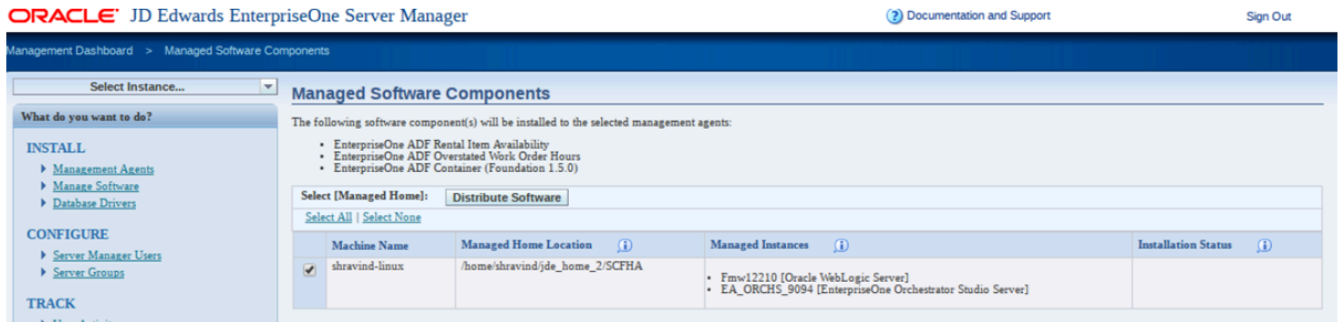 ORACLE® JD Edwards EnterpriseOne Server Manager
Documentation and Support
Sign Out
Management Dashboard > Managed Software Components
Select Instance...
What do you want to do?
INSTALL
Management Agents
Manage Software
Database Drivers
CONFIGURE
Server Manager Users
Server Groups
TRACK
Managed Software Components
The following software component(s) will be installed to the selected management agents:
• EnterpriseOne ADF Rental Item Availability
• EnterpriseOne ADF Overstated Work Order Hours
• EnterpriseOne ADF Container (Foundation 1.5.0)
Select [Managed Home]: Distribute Software
Select All | Select None
Machine Name Managed Home Location Managed Instances Installation Status
shravind-linux /home/shravind/jde_home_2/SCFHA
• Fmw12210 [Oracle WebLogic Server]
• EA_ORCHS_9094 [EnterpriseOne Orchestrator Studio Server]